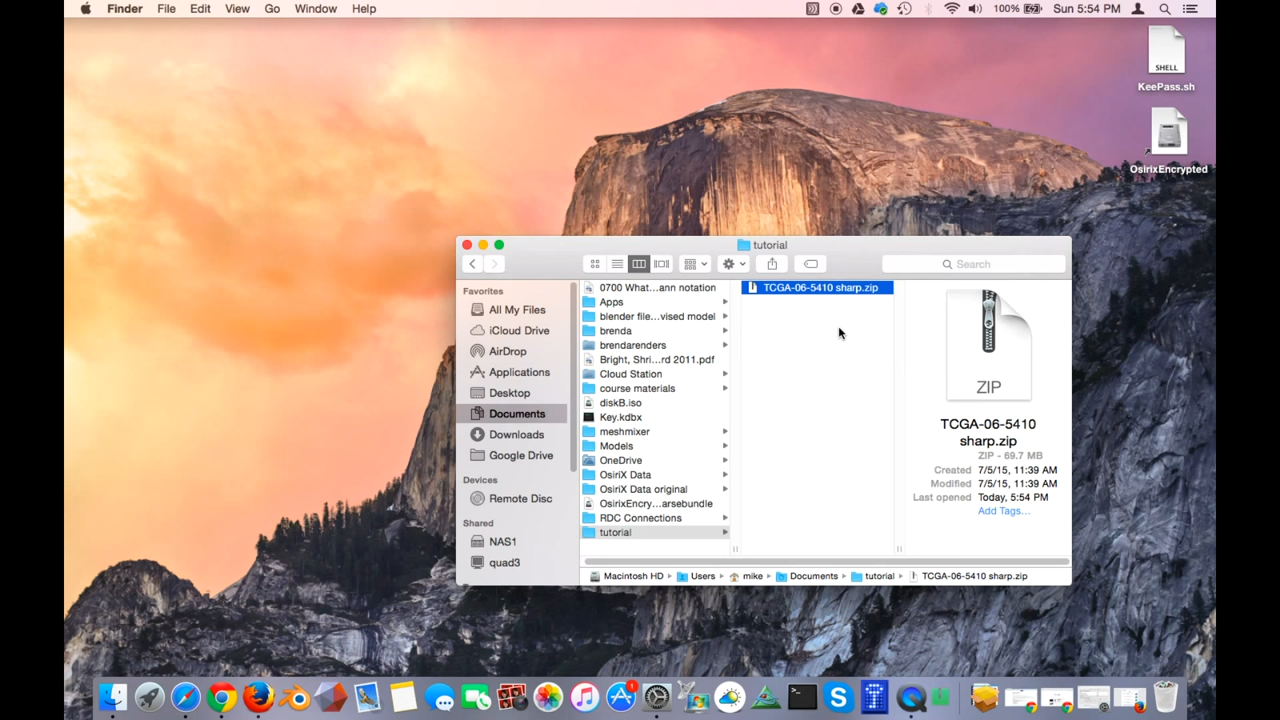 Finder File Edit View Go Window Help 100% Sun 5:54 PM
SHELL
KeePass.sh
OsirixEncrypted
tutorial
Search
Favorites
All My Files
iCloud Drive
AirDrop
Applications
Desktop
Documents
Downloads
Google Drive
Devices
Remote Disc
Shared
NAS1
quad3
0700 What...ann notation
Apps
blender file...vised model
brenda
brendarenders
Bright, Shri...rd 2011.pdf
Cloud Station
course materials
diskB.iso
Key.kdbx
meshmixer
Models
OneDrive
OsiriX Data
OsiriX Data original
OsirixEncry...arsebundle
RDC Connections
tutorial
TCGA-06-5410 sharp.zip
ZIP
TCGA-06-5410
sharp.zip
ZIP - 69.7 MB
Created 7/5/15, 11:39 AM
Modified 7/5/15, 11:39 AM
Last opened Today, 5:54 PM
Add Tags...
Macintosh HD Users mike Documents tutorial TCGA-06-5410 sharp.zip
1